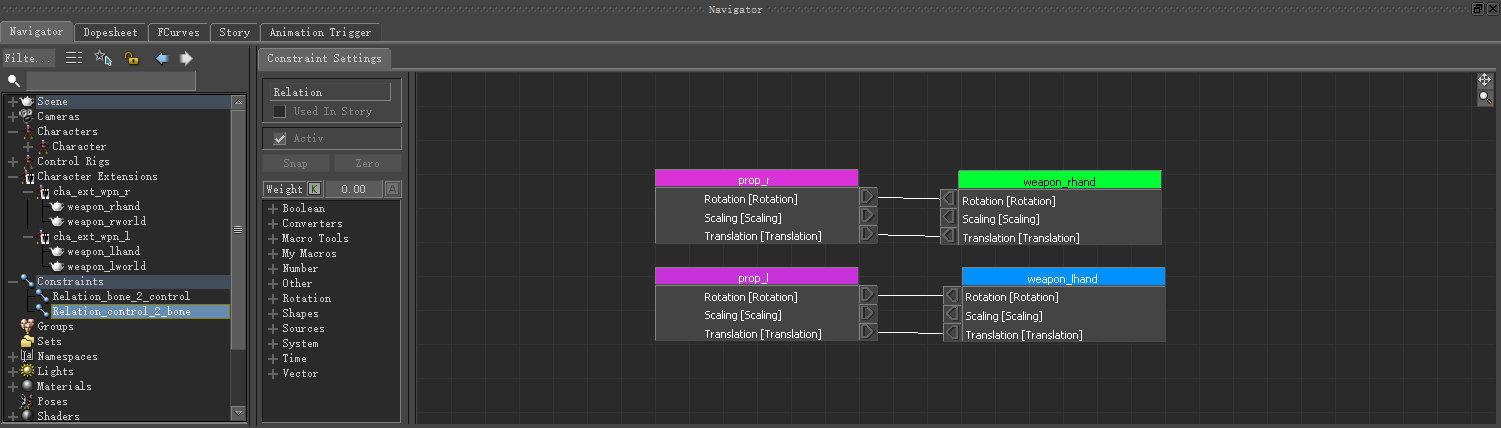 Navigator
Navigator Dopesheet FCurves Story Animation Trigger
Filte...
Constraint Settings
Scene
Cameras
Characters
Character
Control Rigs
Character Extensions
cha_ext_wpn_r
weapon_rhand
weapon_rworld
cha_ext_wpn_l
weapon_lhand
weapon_lworld
Constraints
Relation_bone_2_control
Relation_control_2_bone
Groups
Sets
Namespaces
Lights
Materials
Poses
Shaders
Relation
Used In Story
Activ
Snap Zero
Weight K 0.00 A
Boolean
Converters
Macro Tools
My Macros
Number
Other
Rotation
Shapes
Sources
System
Time
Vector
prop_r
Rotation [Rotation]
Scaling [Scaling]
Translation [Translation]
weapon_rhand
Rotation [Rotation]
Scaling [Scaling]
Translation [Translation]
prop_l
Rotation [Rotation]
Scaling [Scaling]
Translation [Translation]
weapon_lhand
Rotation [Rotation]
Scaling [Scaling]
Translation [Translation]